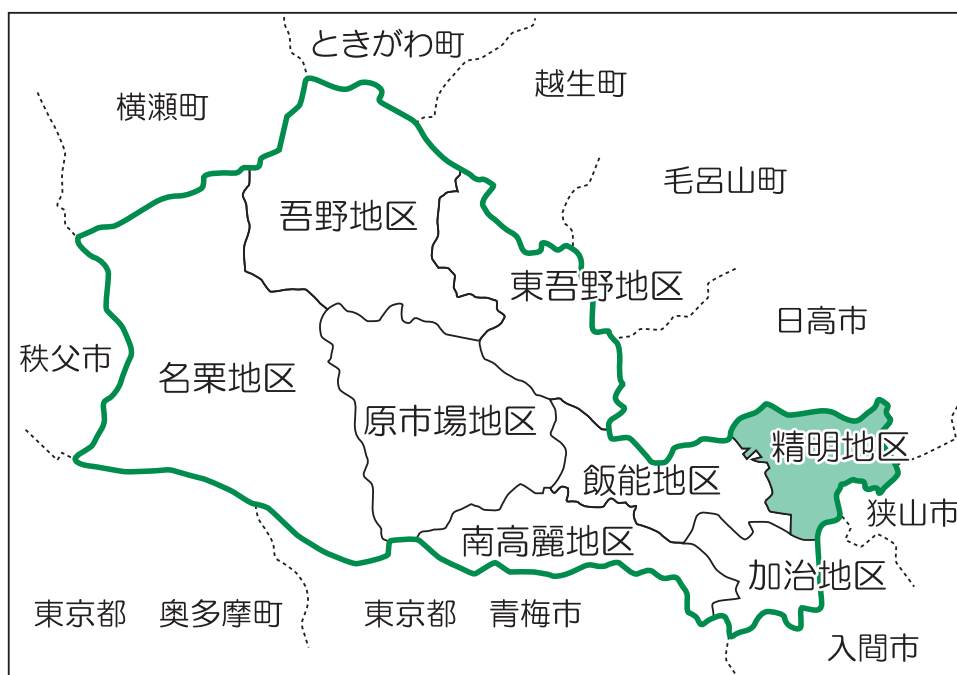 ときがわ町
越生町
横瀬町
毛呂山町
吾野地区
東吾野地区
日高市
秩父市
名栗地区
原市場地区
精明地区
飯能地区
狭山市
南高麗地区
加治地区
東京都 奥多摩町
東京都 青梅市
入間市